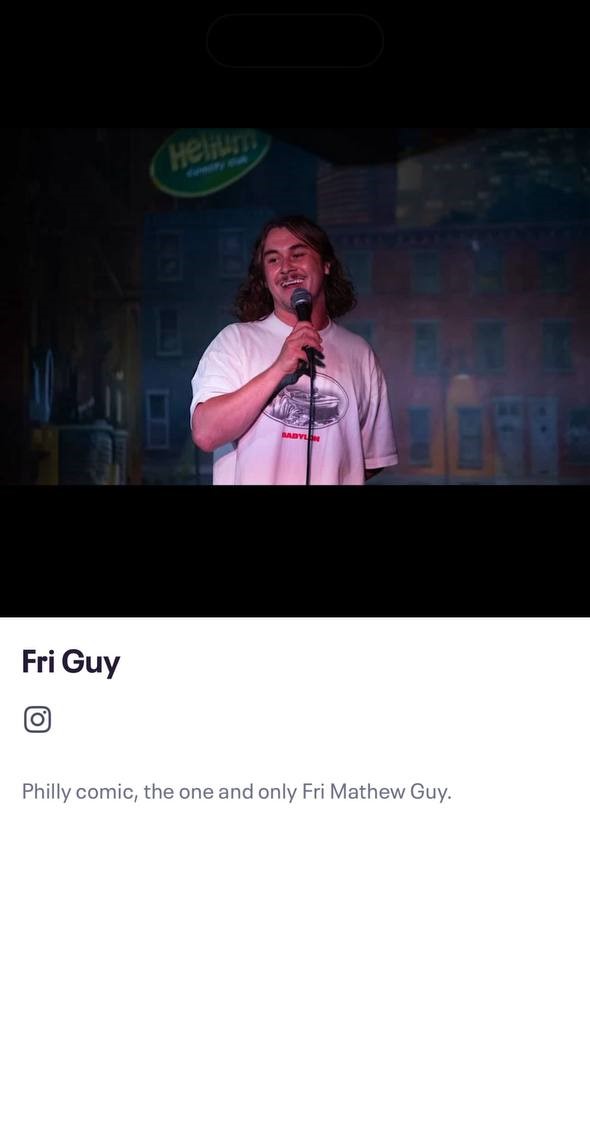 Helium
comedy club
BABYLON
Fri Guy
Philly comic, the one and only Fri Mathew Guy.